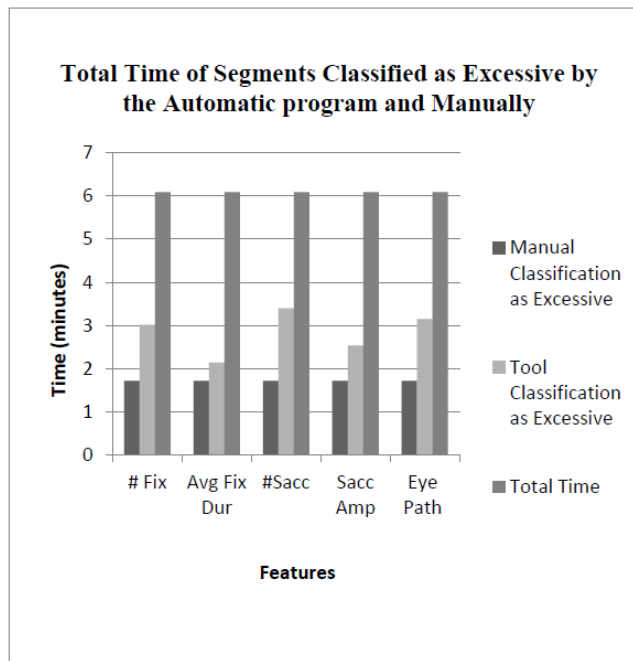 Total Time of Segments Classified as Excessive by
the Automatic program and Manually
7
6
5
4
3
2
1
0
Time (minutes)
# Fix
Avg Fix
Dur
#Sacc
Sacc
Amp
Eye
Path
Features
Manual
Classification
as Excessive
Tool
Classification
as Excessive
Total Time